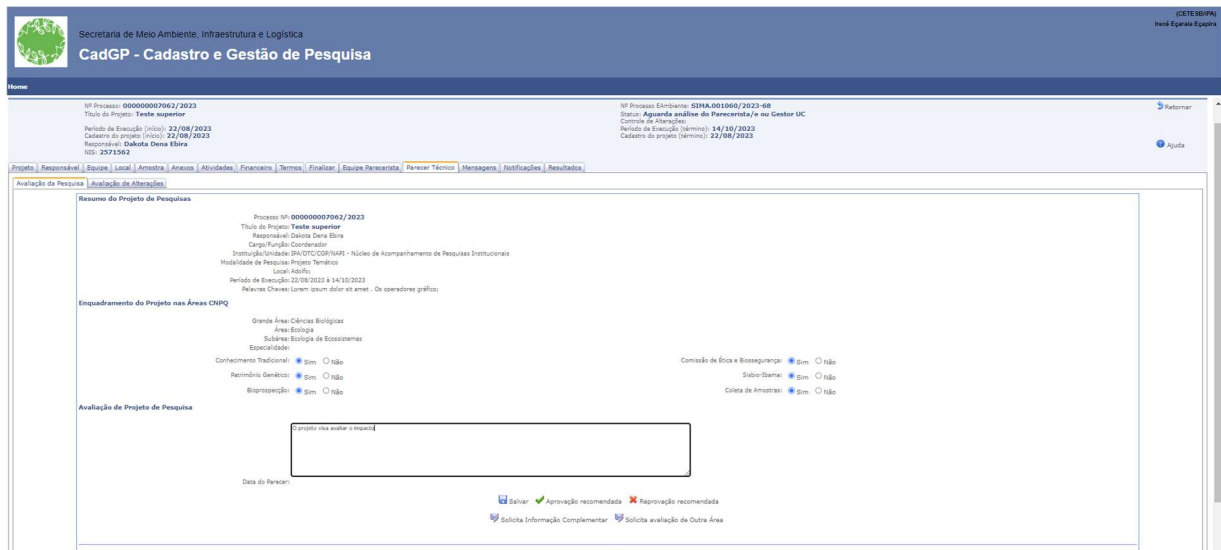 (CETESB/IPA)
Irecê Eçaraia Eçapira
Secretaria de Meio Ambiente, Infraestrutura e Logística
CadGP - Cadastro e Gestão de Pesquisa
Home
Nº Processo: 000000007062/2023
Título do Projeto: Teste superior
Período de Execução (início): 22/08/2023
Cadastro do projeto (início): 22/08/2023
Responsável: Dakota Dena Ebira
NIS: 2571562
Nº Processo EAmbiente: SIMA.001060/2023-68
Status: Aguarda análise do Parecerista/e ou Gestor UC
Controle de Alterações:
Período de Execução (término): 14/10/2023
Cadastro do projeto (término): 22/08/2023
Retornar
Ajuda
Projeto Responsável Equipe Local Amostra Anexos Atividades Financeiro Termos Finalizar Equipe Parecerista Parecer Técnico Mensagens Notificações Resultados
Avaliação da Pesquisa Avaliação de Alterações
Resumo do Projeto de Pesquisas
Processo Nº: 000000007062/2023
Título do Projeto: Teste superior
Responsável: Dakota Dena Ebira
Cargo/Função: Coordenador
Instituição/Unidade: IPA/DTC/CGP/NAPI - Núcleo de Acompanhamento de Pesquisas Institucionais
Modalidade de Pesquisa: Projeto Temático
Local: Adolfo;
Período de Execução: 22/08/2023 à 14/10/2023
Palavras Chaves: Lorem ipsum dolor sit amet . Os operadores gráfico;
Enquadramento do Projeto nas Áreas CNPQ
Grande Área: Ciências Biológicas
Área: Ecologia
Subárea: Ecologia de Ecossistemas
Especialidade:
Conhecimento Tradicional: Sim Não Comissão de Ética e Biossegurança: Sim Não
Patrimônio Genético: Sim Não Sisbio-Ibama: Sim Não
Bioprospecção: Sim Não Coleta de Amostras: Sim Não
Avaliação de Projeto de Pesquisa
O projeto visa avaliar o impacto
Data do Parecer:
Salvar Aprovação recomendada Reprovação recomendada
Solicita Informação Complementar Solicita avaliação de Outra Área